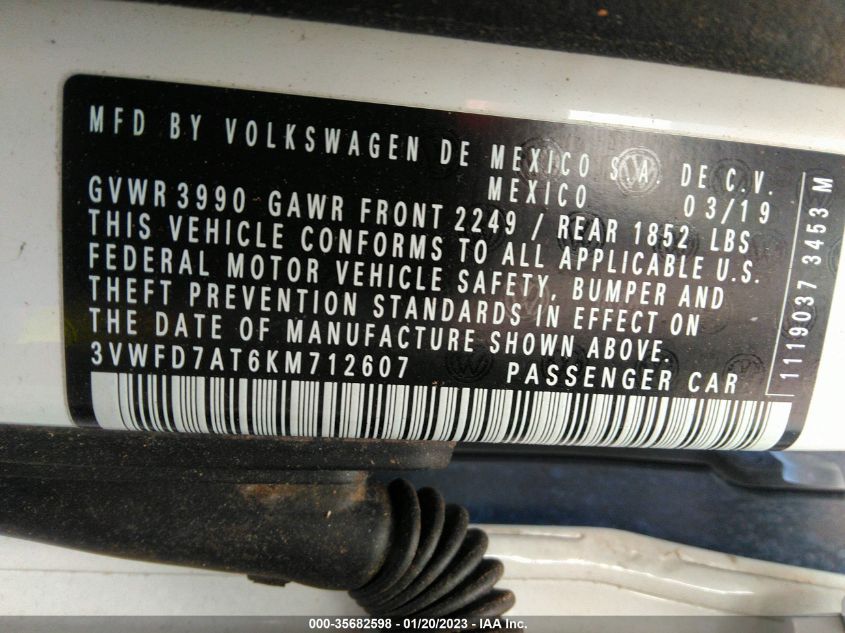 MFD BY VOLKSWAGEN DE MEXICO S.A. DE C.V.
MEXICO 03/19
GVWR 3990 GAWR FRONT 2249 / REAR 1852 LBS
THIS VEHICLE CONFORMS TO ALL APPLICABLE U.S.
FEDERAL MOTOR VEHICLE SAFETY, BUMPER AND
THEFT PREVENTION STANDARDS IN EFFECT ON
THE DATE OF MANUFACTURE SHOWN ABOVE.
3VWFD7AT6KM712607 PASSENGER CAR
1119037 3453 M
000-35682598 - 01/20/2023 - IAA Inc.